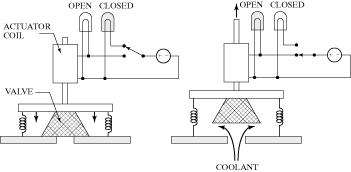 OPEN CLOSED
ACTUATOR
COIL
VALVE
OPEN CLOSED
COOLANT